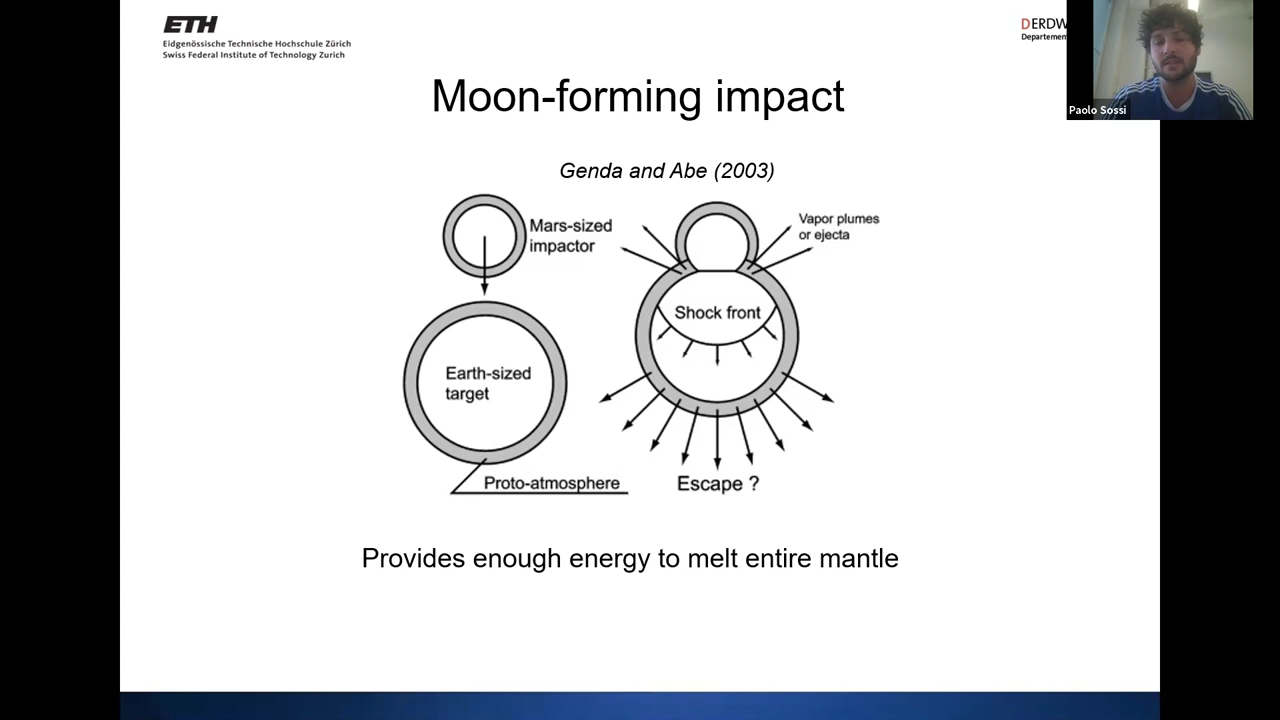 ETH
Eidgenössische Technische Hochschule Zürich
Swiss Federal Institute of Technology Zurich
DERDW
Departemen
Paolo Sossi
Moon-forming impact
Genda and Abe (2003)
Mars-sized
impactor
Vapor plumes
or ejecta
Shock front
Earth-sized
target
Proto-atmosphere
Escape ?
Provides enough energy to melt entire mantle